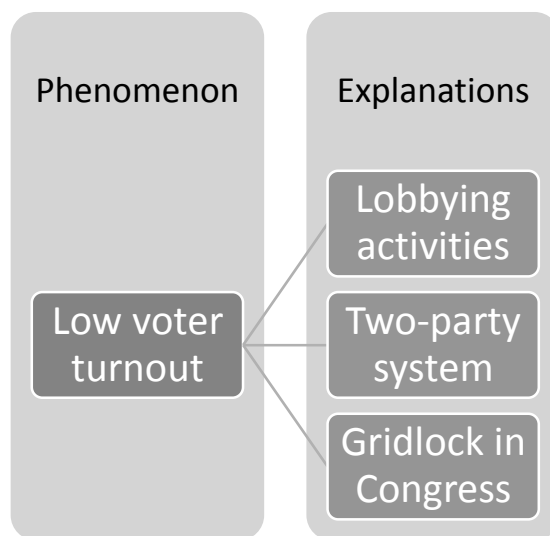 Phenomenon
Explanations
Lobbying
activities
Low voter
turnout
Two-party
system
Gridlock in
Congress